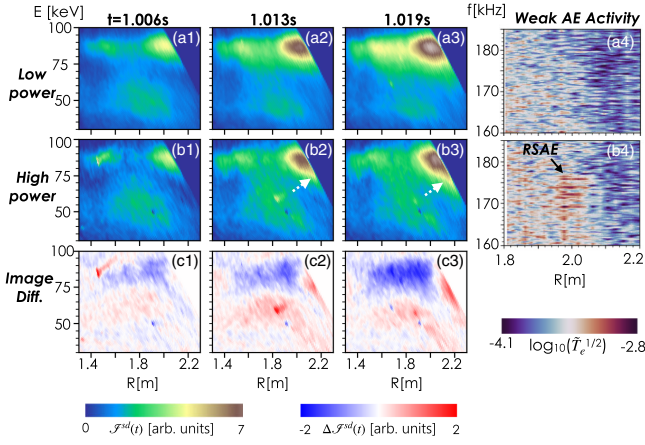 E [keV] t=1.006s 1.013s 1.019s f[kHz] Weak AE Activity
100 (a1) (a2) (a3) (a4)
Low power
75
50
180
170
160
100 (b1) (b2) (b3) (b4)
High power
75
50
RSAE
180
170
160
1.8 2.0 2.2
R[m]
100 (c1) (c2) (c3)
Image Diff.
75
50
1.4 1.8 2.2 1.4 1.8 2.2 1.4 1.8 2.2
R[m] R[m] R[m]
-4.1 log₁₀(T̃ₑ^1/2) -2.8
0 𝒥^sd(t) [arb. units] 7
-2 Δ𝒥^sd(t) [arb. units] 2